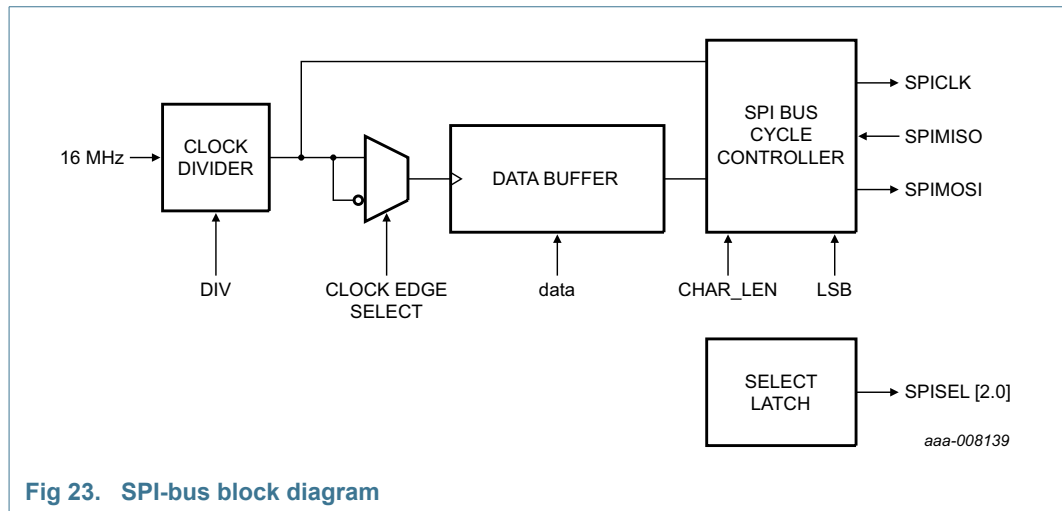 SPI BUS
CYCLE
CONTROLLER
SPICLK
SPIMISO
SPIMOSI
16 MHz
CLOCK
DIVIDER
DATA BUFFER
DIV
CLOCK EDGE
SELECT
data
CHAR_LEN
LSB
SELECT
LATCH
SPISEL [2.0]
aaa-008139
Fig 23. SPI-bus block diagram